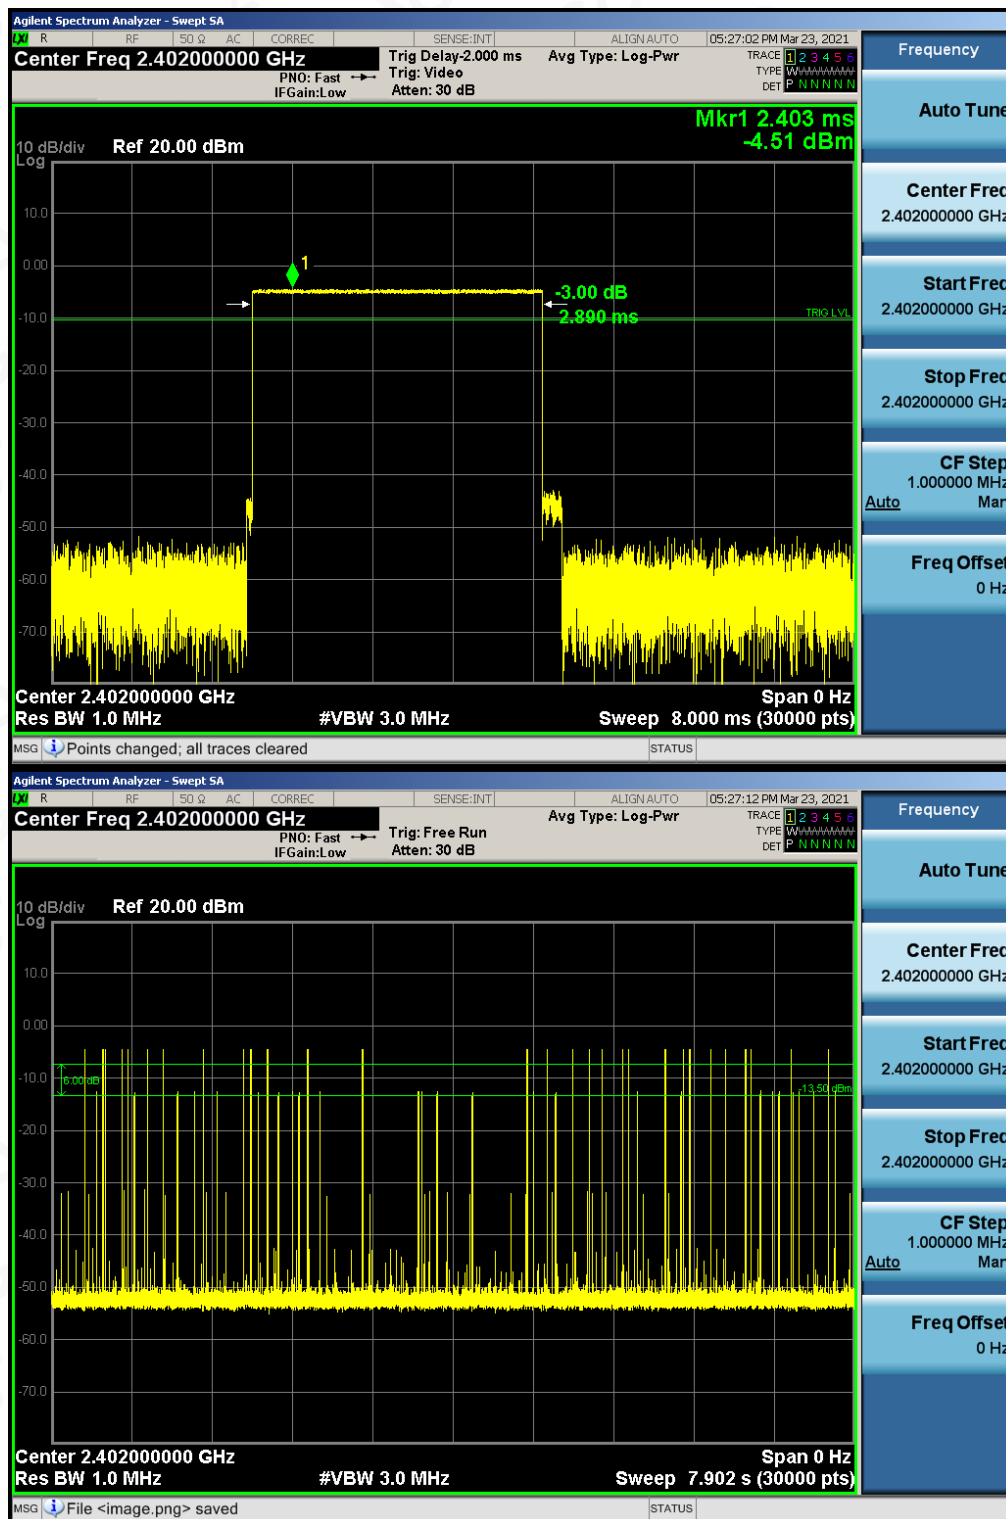 Agilent Spectrum Analyzer - Swept SA
LXI R RF 50 Ω AC CORREC SENSE:INT ALIGN AUTO 05:27:02 PM Mar 23, 2021
Center Freq 2.402000000 GHz
PNO: Fast
IFGain:Low
Trig Delay-2.000 ms
Trig: Video
Atten: 30 dB
Avg Type: Log-Pwr
TRACE 1 2 3 4 5 6
TYPE
DET P N N N N N
Mkr1 2.403 ms
-4.51 dBm
10 dB/div Ref 20.00 dBm
Log
10.0
0.00
-10.0
-20.0
-30.0
-40.0
-50.0
-60.0
-70.0
1
-3.00 dB
2.890 ms
TRIG LVL
Center 2.402000000 GHz Span 0 Hz
Res BW 1.0 MHz #VBW 3.0 MHz Sweep 8.000 ms (30000 pts)
MSG Points changed; all traces cleared STATUS
Frequency
Auto Tune
Center Freq
2.402000000 GHz
Start Freq
2.402000000 GHz
Stop Freq
2.402000000 GHz
CF Step
1.000000 MHz
Auto Man
Freq Offset
0 Hz
Agilent Spectrum Analyzer - Swept SA
LXI R RF 50 Ω AC CORREC SENSE:INT ALIGN AUTO 05:27:12 PM Mar 23, 2021
Center Freq 2.402000000 GHz
PNO: Fast
IFGain:Low
Trig: Free Run
Atten: 30 dB
Avg Type: Log-Pwr
TRACE 1 2 3 4 5 6
TYPE
DET P N N N N N
10 dB/div Ref 20.00 dBm
Log
10.0
0.00
-10.0
-20.0
-30.0
-40.0
-50.0
-60.0
-70.0
6.00 dB
-13.50 dBm
Center 2.402000000 GHz Span 0 Hz
Res BW 1.0 MHz #VBW 3.0 MHz Sweep 7.902 s (30000 pts)
MSG File <image.png> saved STATUS
Frequency
Auto Tune
Center Freq
2.402000000 GHz
Start Freq
2.402000000 GHz
Stop Freq
2.402000000 GHz
CF Step
1.000000 MHz
Auto Man
Freq Offset
0 Hz